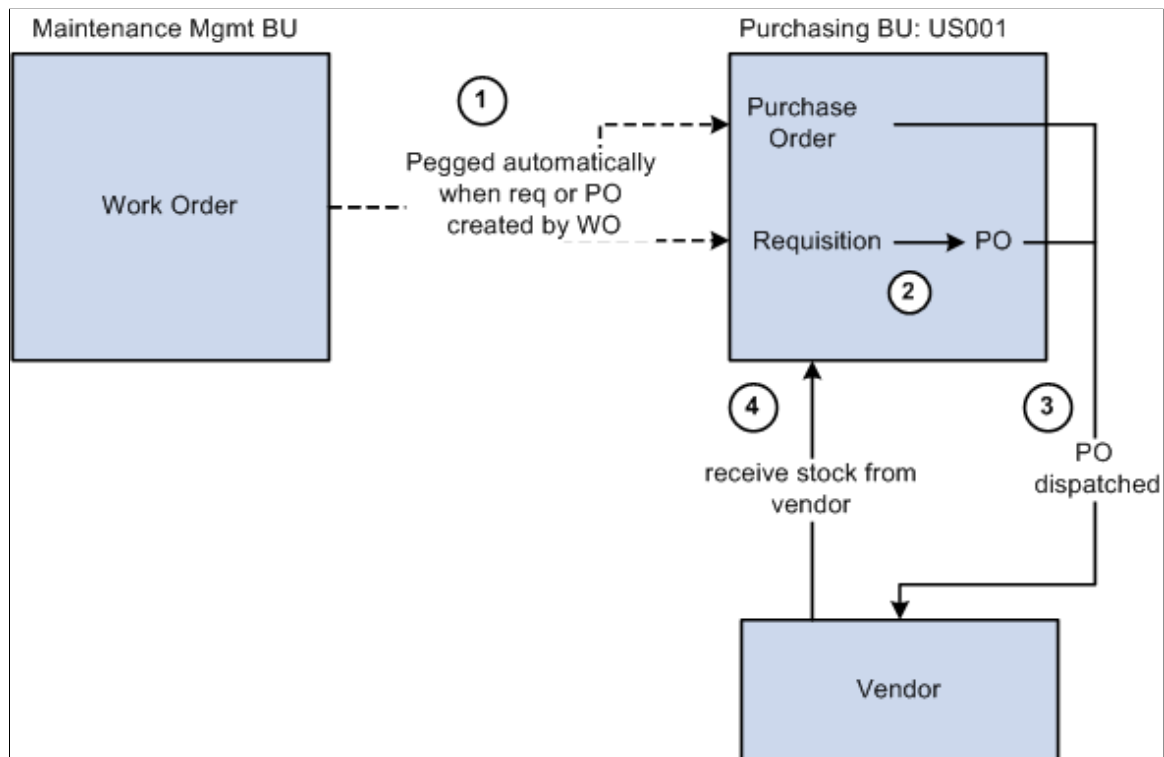 Maintenance Mgmt BU
Purchasing BU: US001
Work Order
1
Pegged automatically
when req or PO
created by WO
Purchase
Order
Requisition
PO
2
4
3
receive stock from
vendor
PO
dispatched
Vendor